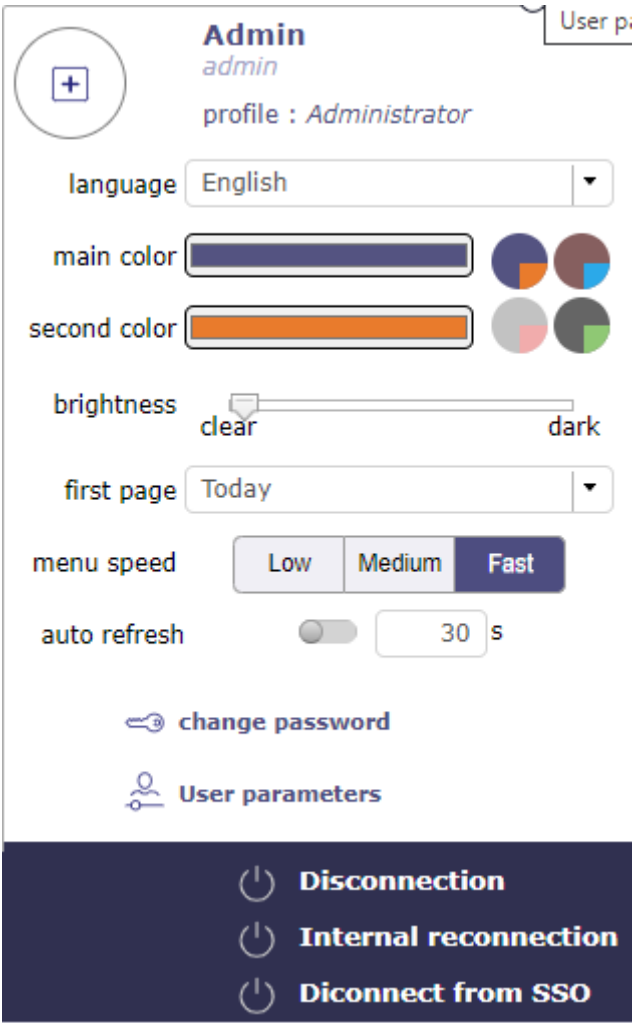 User pa
Admin
admin
profile : Administrator
language English
main color
second color
brightness
clear dark
first page Today
menu speed Low Medium Fast
auto refresh 30 s
change password
User parameters
Disconnection
Internal reconnection
Diconnect from SSO